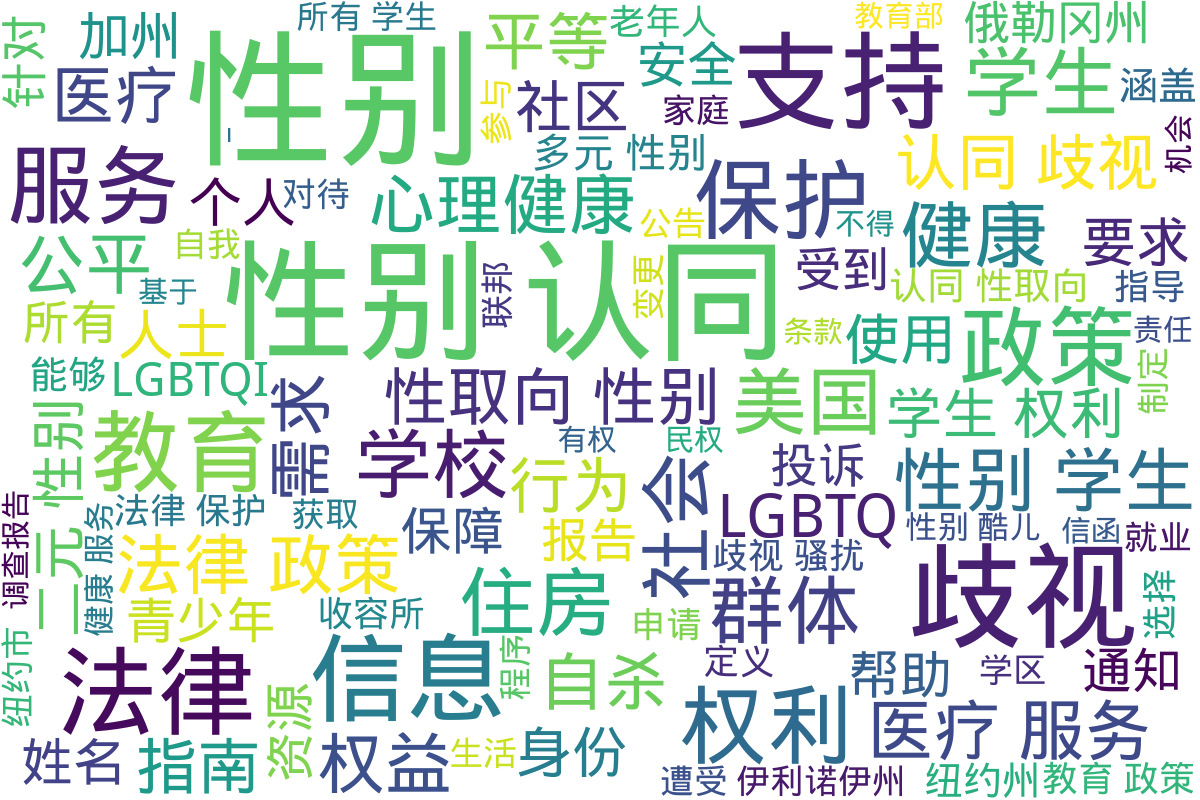 所有 学生
老年人
教育部
俄勒冈州
加州
针对
性别
平等
安全
支持
学生
涵盖
医疗
参与
社区
家庭
机会
多元 性别
认同 歧视
服务
个人
对待
心理健康
保护
公告
不得
健康
要求
公平
自我
联邦
变更
受到
认同 性取向
指导
基于
性别 认同
所有
人士
条款
使用
政策
责任
能够
LGBTQI
需求
性取向 性别
美国
学生 权利
制定
二元 性别
教育
学校
有权
民权
投诉
性别 学生
行为
社会
LGBTQ
调查报告
健康 服务
法律 保护
获取
保障
报告
歧视 骚扰
性别 酷儿
信函
就业
法律 政策
住房
群体
歧视
选择
青少年
收容所
申请
纽约市
法律
信息
程序
自杀
定义
帮助
学区
通知
资源
权利
医疗 服务
姓名
指南
权益
生活
身份
遭受
伊利诺伊州
纽约州
教育 政策